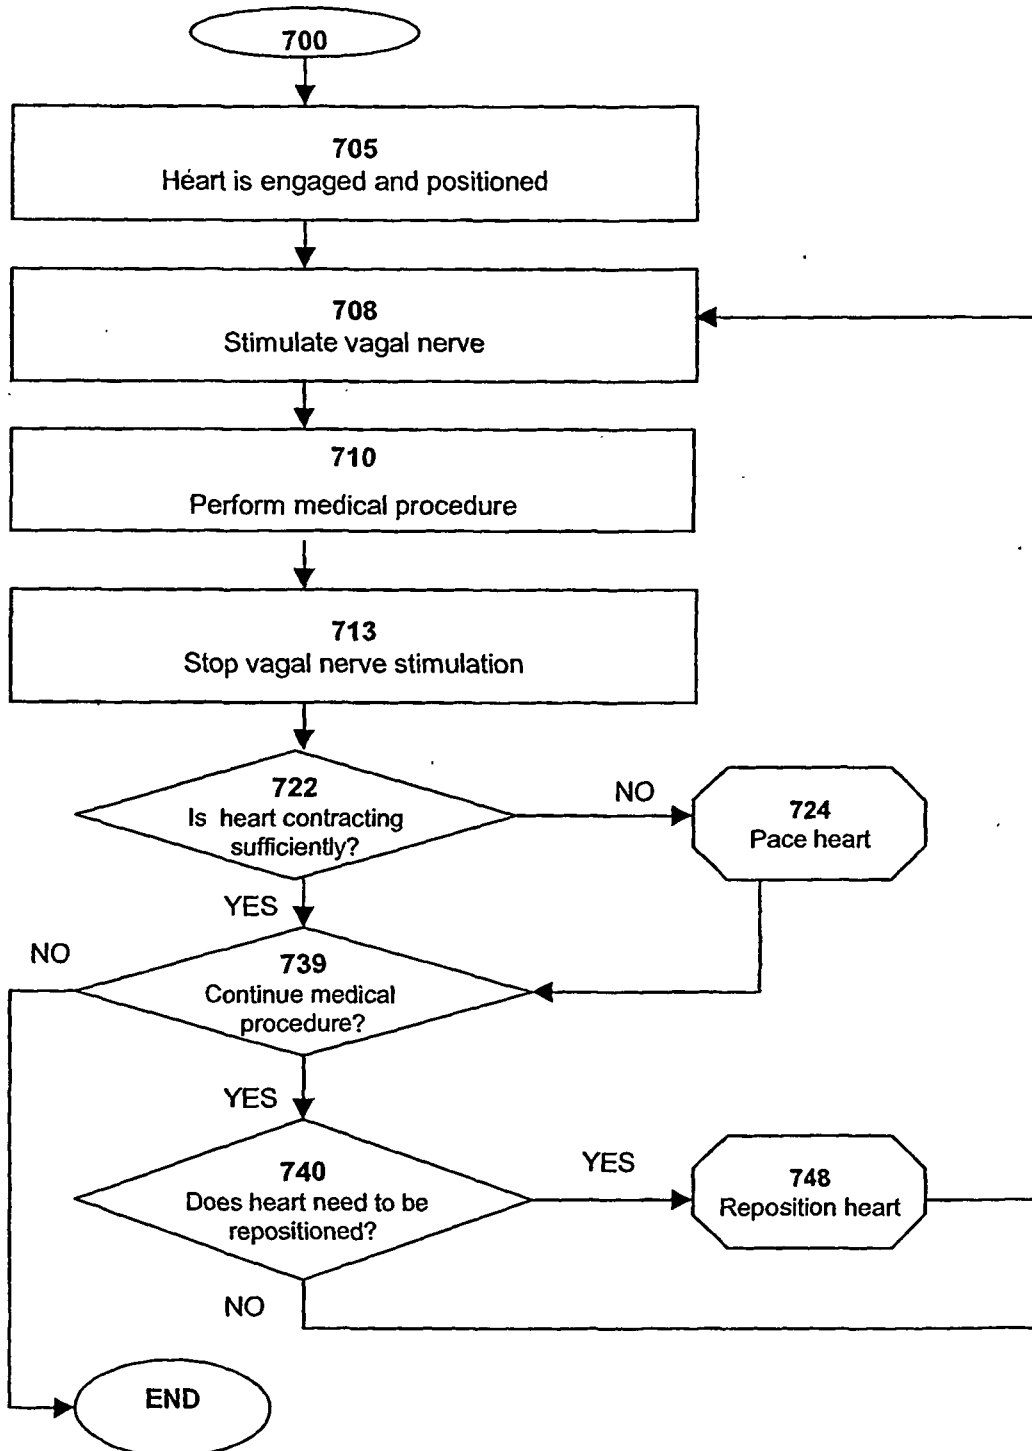 700
705
Heart is engaged and positioned
708
Stimulate vagal nerve
710
Perform medical procedure
713
Stop vagal nerve stimulation
722
Is heart contracting
sufficiently?
NO
724
Pace heart
YES
NO
739
Continue medical
procedure?
YES
740
Does heart need to be
repositioned?
YES
748
Reposition heart
NO
END